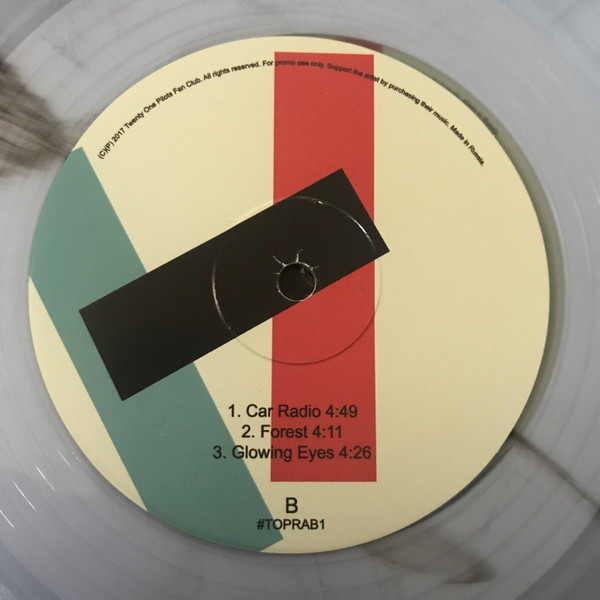 (C)(P) 2017 Twenty One Pilots Fan Club. All rights reserved. For promo use only. Support the artist by purchasing their music. Made in Russia.
1. Car Radio 4:49
2. Forest 4:11
3. Glowing Eyes 4:26
B
#TOPRAB1